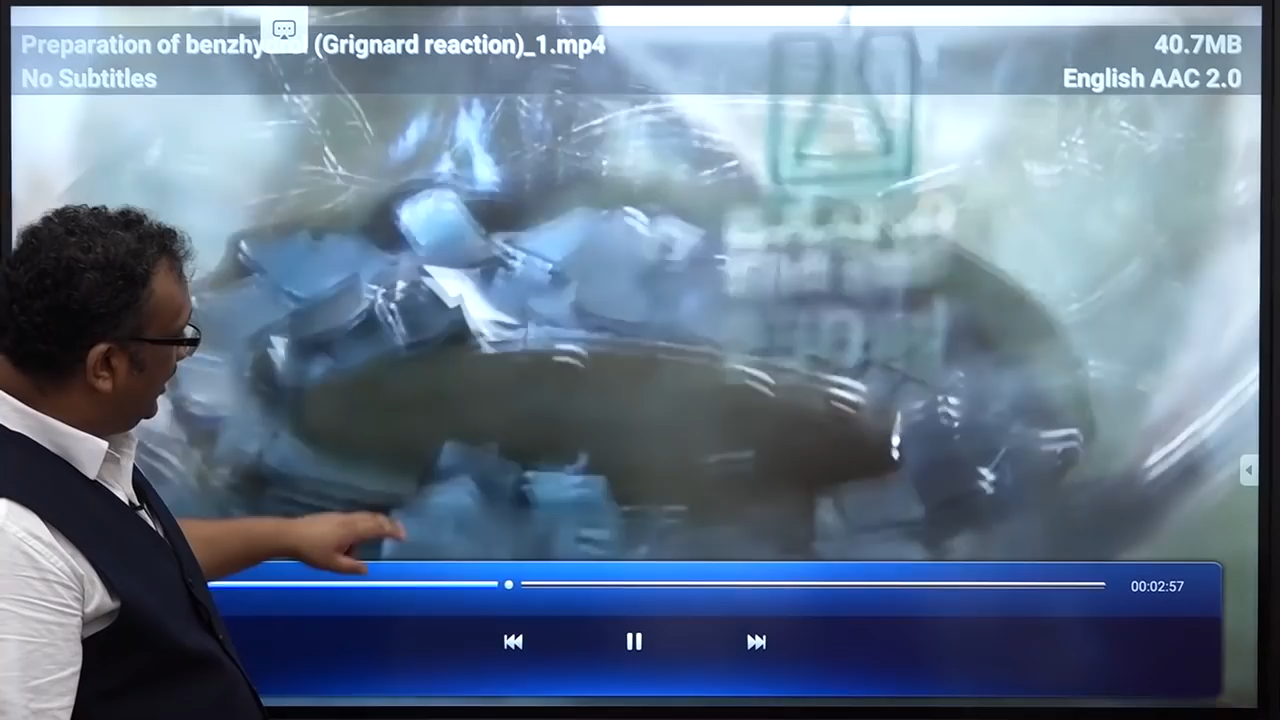 Preparation of benzhy (Grignard reaction)_1.mp4
40.7MB
No Subtitles
English AAC 2.0
00:02:57